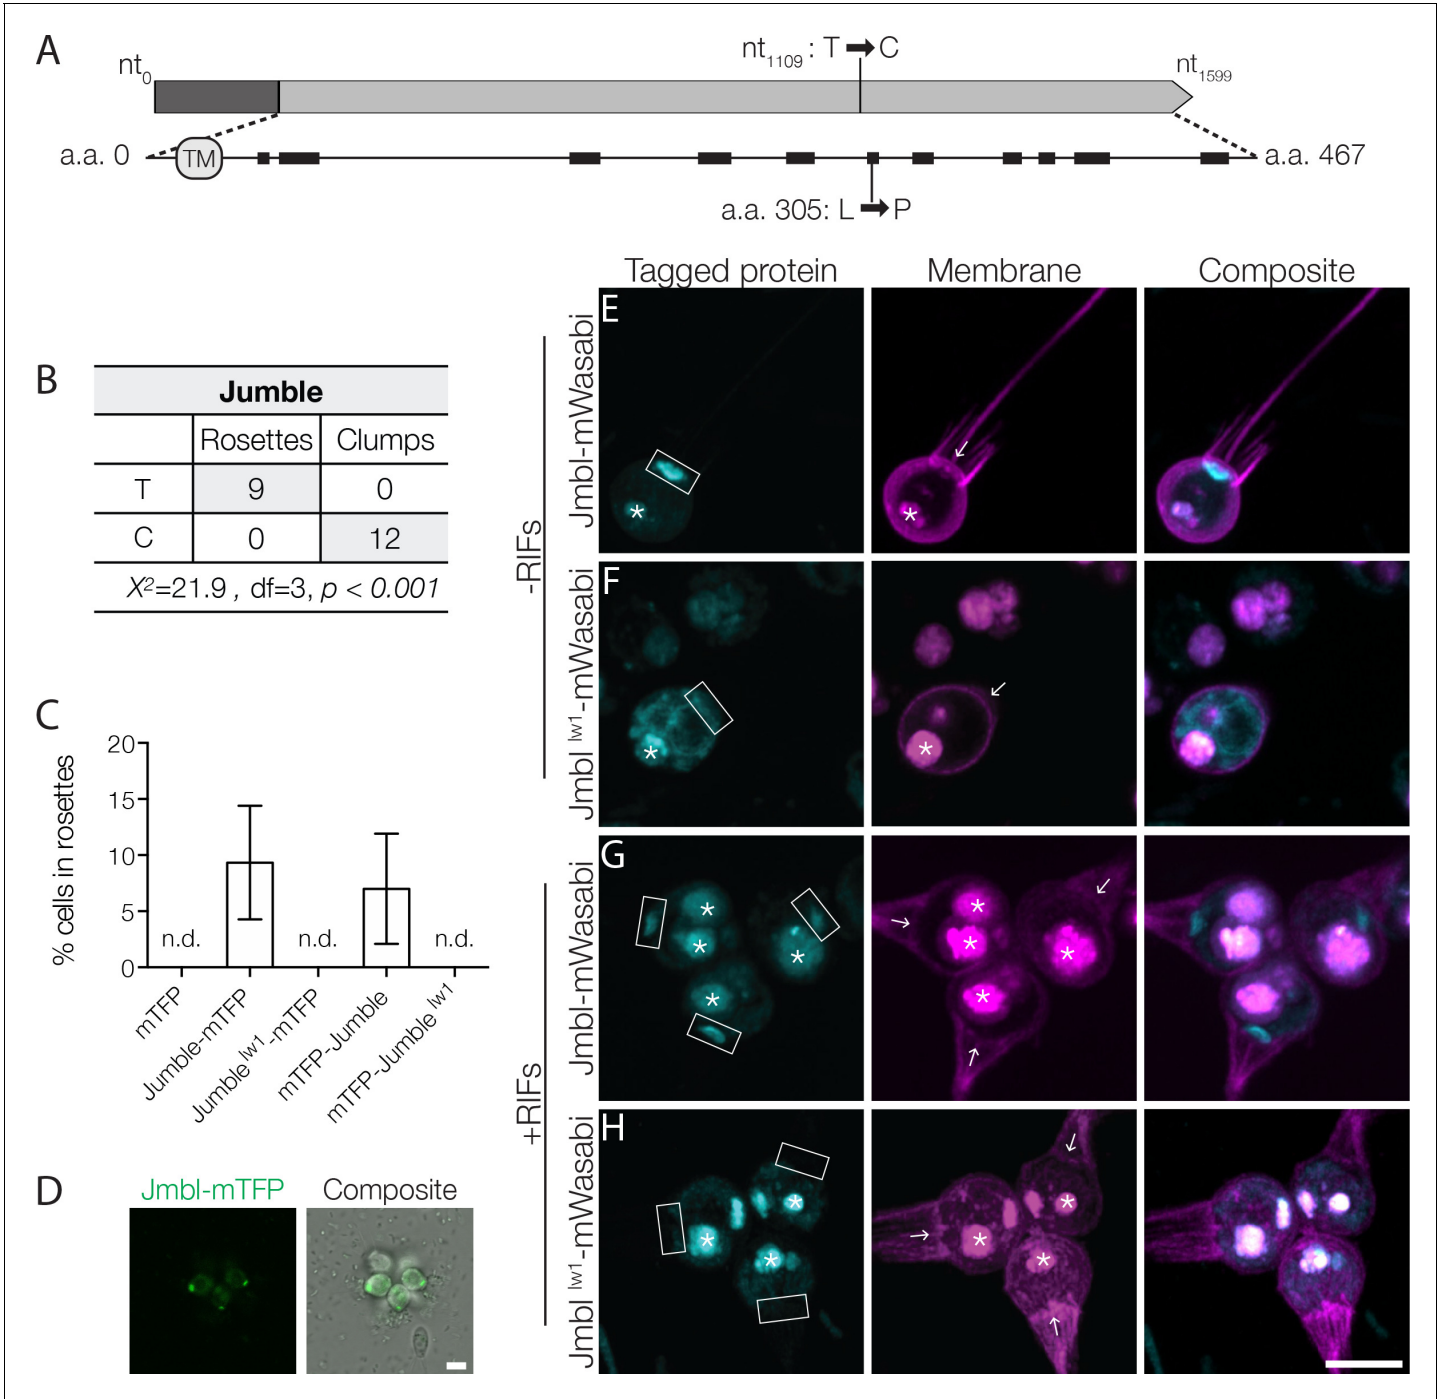 A
nt0
nt1109: T → C
nt1599
a.a. 0
TM
a.a. 467
a.a. 305: L → P
B
Jumble
Rosettes Clumps
T 9 0
C 0 12
X2=21.9 , df=3, p < 0.001
C
% cells in rosettes
20
15
10
5
0
n.d.
n.d.
n.d.
mTFP
Jumble-mTFP
Jumble lw1-mTFP
mTFP-Jumble
mTFP-Jumble lw1
D
Jmbl-mTFP Composite
Tagged protein Membrane Composite
-RIFs
+RIFs
E
Jmbl-mWasabi
*
*
F
Jmbl lw1-mWasabi
*
*
G
Jmbl-mWasabi
*
*
*
*
*
*
*
*
H
Jmbl lw1-mWasabi
*
*
*
*
*
*